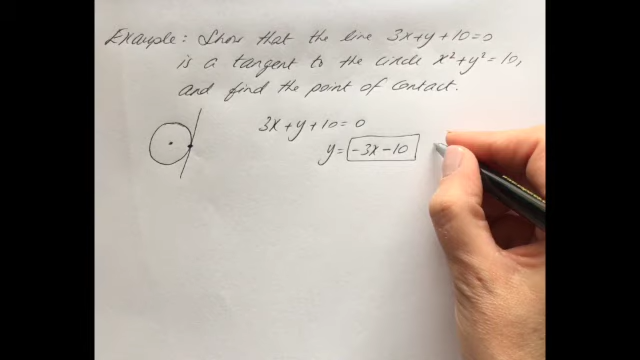 Example: Show that the line 3x+y+10=0
is a tangent to the circle x²+y²=10,
and find the point of contact.
3x+y+10=0
y=-3x-10